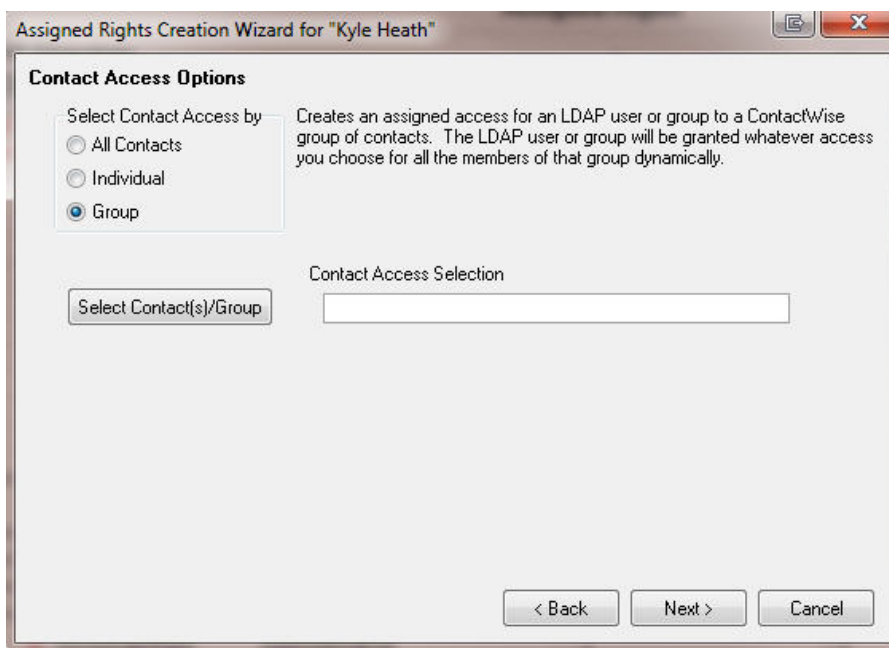 Assigned Rights Creation Wizard for "Kyle Heath"
Contact Access Options
Select Contact Access by
All Contacts
Individual
Group
Creates an assigned access for an LDAP user or group to a ContactWise
group of contacts. The LDAP user or group will be granted whatever access
you choose for all the members of that group dynamically.
Contact Access Selection
Select Contact(s)/Group
< Back
Next >
Cancel